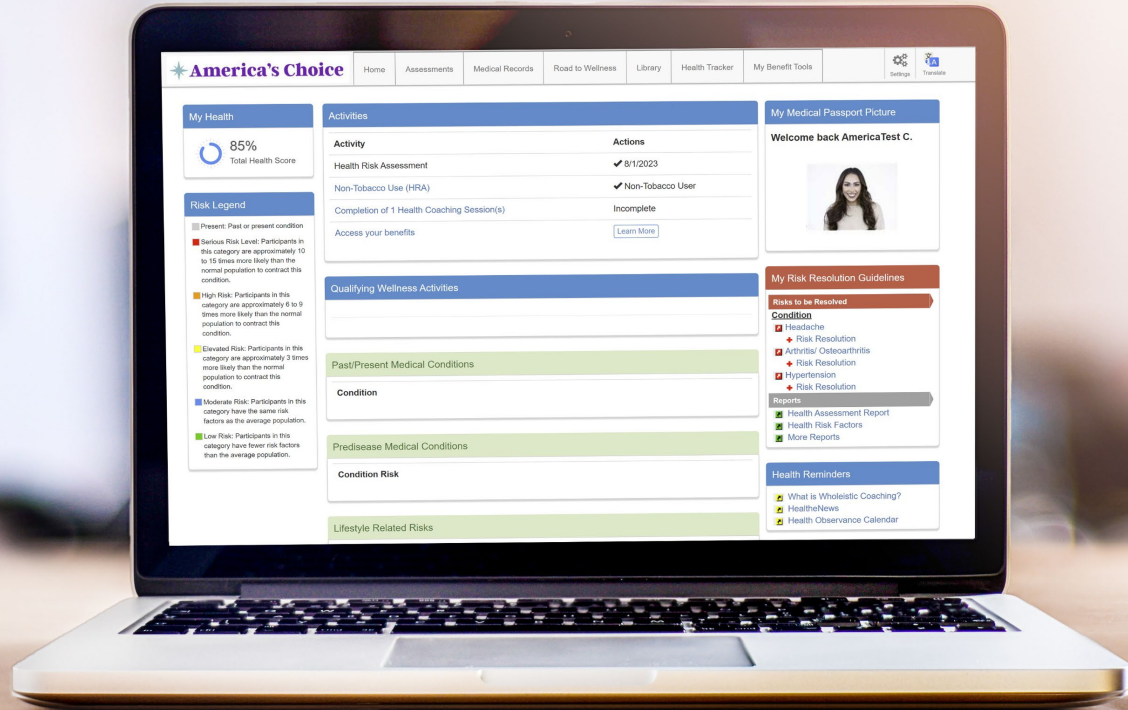 America's Choice
Home
Assessments
Medical Records
Road to Wellness
Library
Health Tracker
My Benefit Tools
Settings
Translate
My Health
85%
Total Health Score
Risk Legend
Present: Past or present condition
Serious Risk Level: Participants in
this category are approximately 10
to 15 times more likely than the
normal population to contract this
condition.
High Risk: Participants in this
category are approximately 6 to 9
times more likely than the normal
population to contract this
condition.
Elevated Risk: Participants in this
category are approximately 3 times
more likely than the normal
population to contract this
condition.
Moderate Risk: Participants in this
category have the same risk
factors as the average population.
Low Risk: Participants in this
category have fewer risk factors
than the average population.
Activities
Activity Actions
Health Risk Assessment ✔ 8/1/2023
Non-Tobacco Use (HRA) ✔ Non-Tobacco User
Completion of 1 Health Coaching Session(s) Incomplete
Access your benefits Learn More
Qualifying Wellness Activities
Past/Present Medical Conditions
Condition
Predisease Medical Conditions
Condition Risk
Lifestyle Related Risks
My Medical Passport Picture
Welcome back AmericaTest C.
My Risk Resolution Guidelines
Risks to be Resolved
Condition
Headache
Risk Resolution
Arthritis/ Osteoarthritis
Risk Resolution
Hypertension
Risk Resolution
Reports
Health Assessment Report
Health Risk Factors
More Reports
Health Reminders
What is Wholeistic Coaching?
HealtheNews
Health Observance Calendar